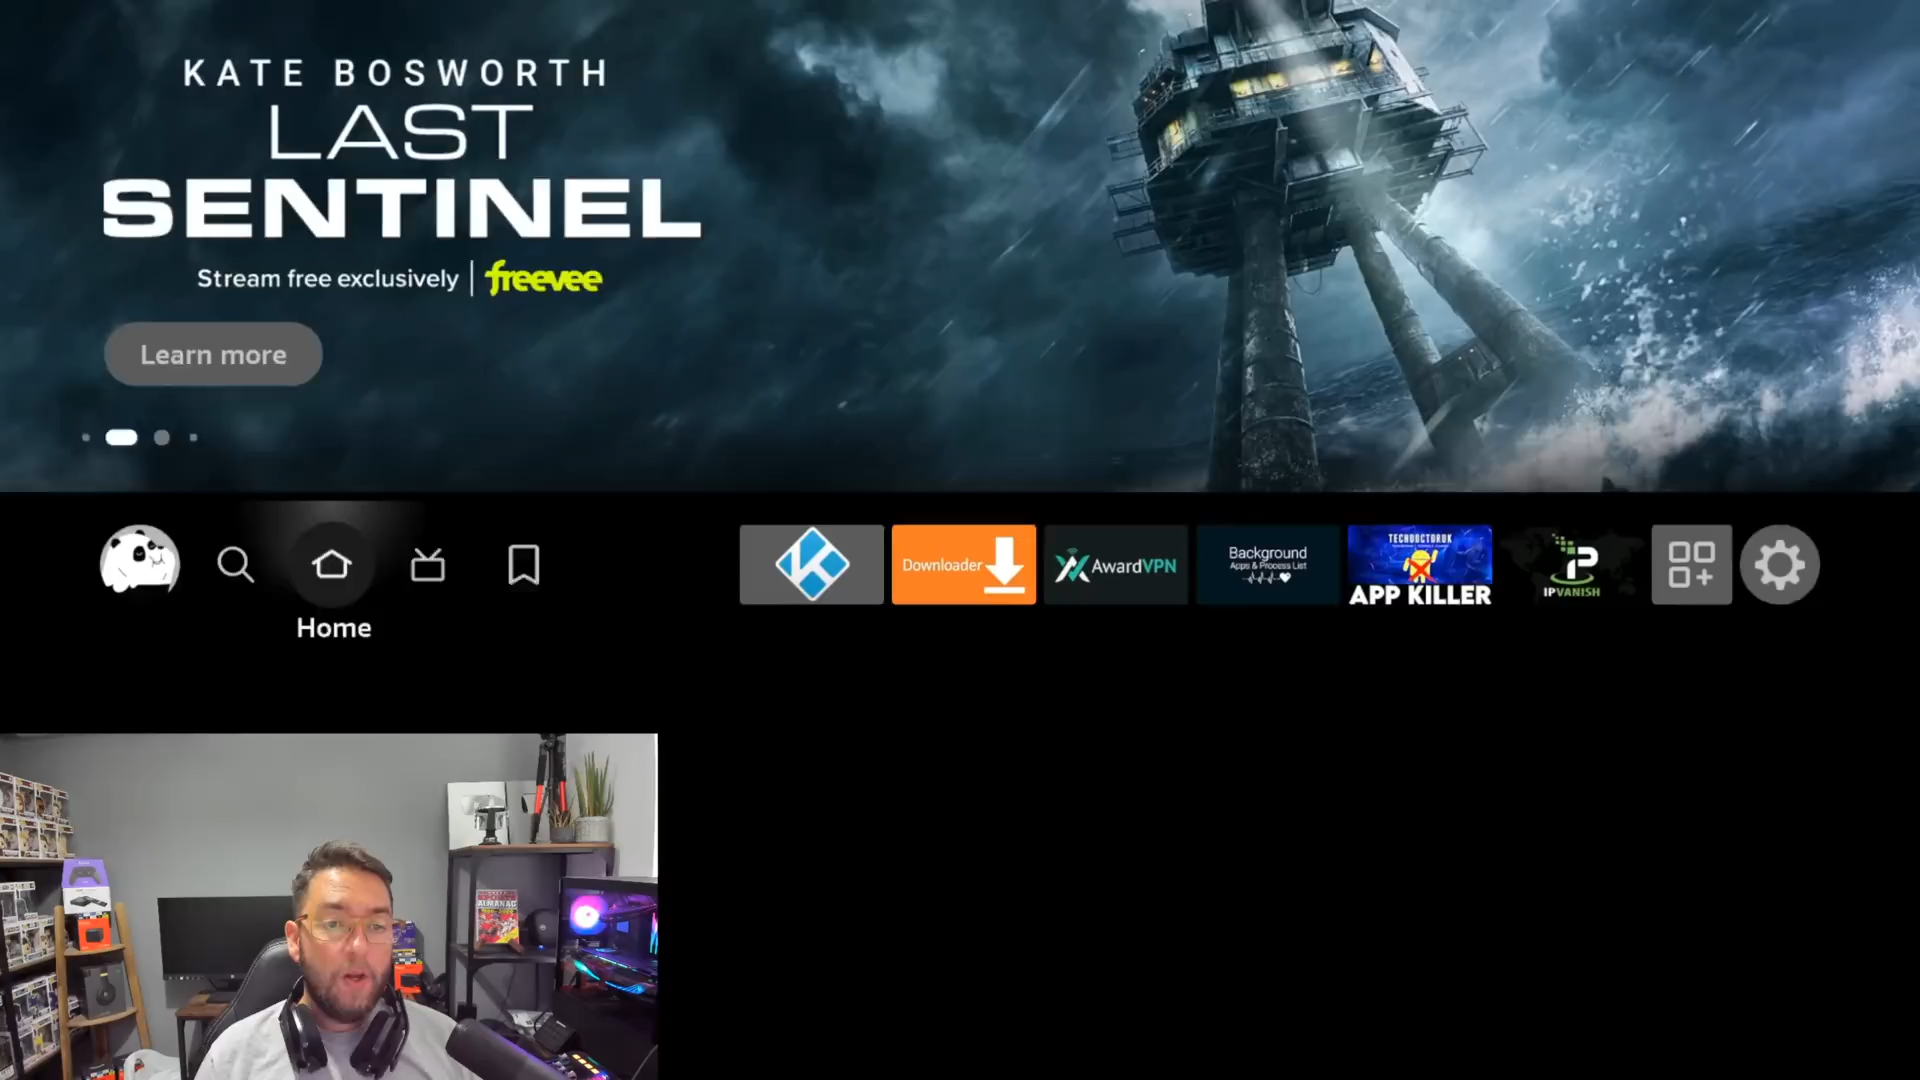 KATE BOSWORTH
LAST
SENTINEL
Stream free exclusively | freevee
Learn more
Home
Downloader
AwardVPN
Background
Apps & Process List
TECHDOCTORUK
APP KILLER
IPVANISH
ALMANAC